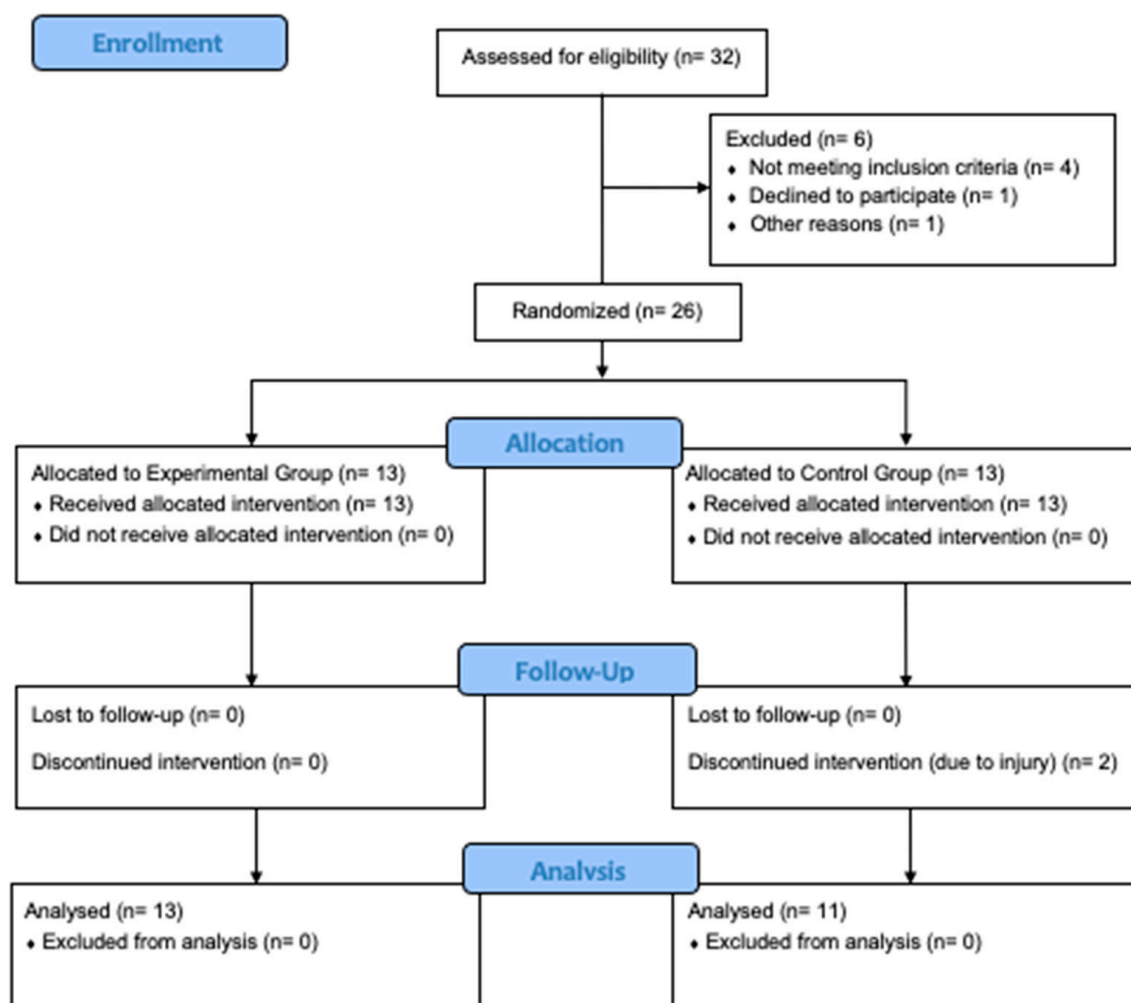 Enrollment
Assessed for eligibility (n= 32)
Excluded (n= 6)
♦ Not meeting inclusion criteria (n= 4)
♦ Declined to participate (n= 1)
♦ Other reasons (n= 1)
Randomized (n= 26)
Allocation
Allocated to Experimental Group (n= 13)
♦ Received allocated intervention (n= 13)
♦ Did not receive allocated intervention (n= 0)
Allocated to Control Group (n= 13)
♦ Received allocated intervention (n= 13)
♦ Did not receive allocated intervention (n= 0)
Follow-Up
Lost to follow-up (n= 0)
Discontinued intervention (n= 0)
Lost to follow-up (n= 0)
Discontinued intervention (due to injury) (n= 2)
Analysis
Analysed (n= 13)
♦ Excluded from analysis (n= 0)
Analysed (n= 11)
♦ Excluded from analysis (n= 0)